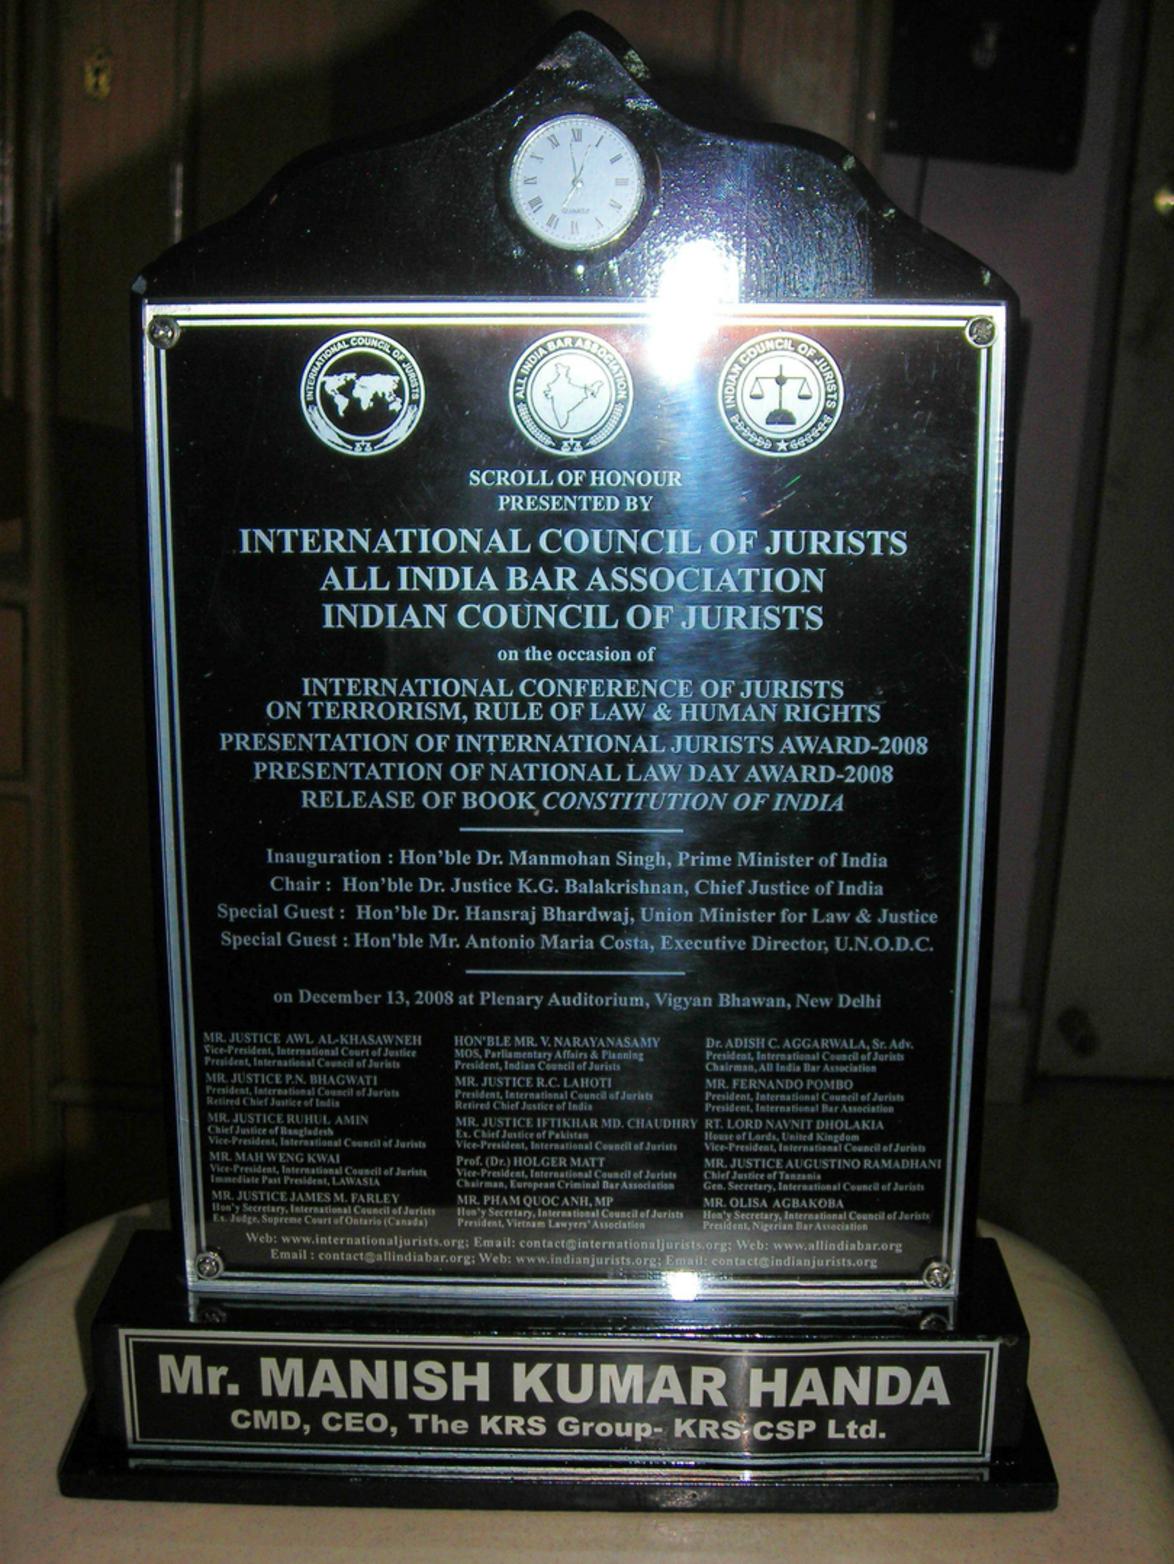 INTERNATIONAL COUNCIL OF JURISTS
ALL INDIA BAR ASSOCIATION
INDIAN COUNCIL OF JURISTS
SCROLL OF HONOUR
PRESENTED BY
INTERNATIONAL COUNCIL OF JURISTS
ALL INDIA BAR ASSOCIATION
INDIAN COUNCIL OF JURISTS
on the occasion of
INTERNATIONAL CONFERENCE OF JURISTS
ON TERRORISM, RULE OF LAW & HUMAN RIGHTS
PRESENTATION OF INTERNATIONAL JURISTS AWARD-2008
PRESENTATION OF NATIONAL LAW DAY AWARD-2008
RELEASE OF BOOK CONSTITUTION OF INDIA
Inauguration : Hon'ble Dr. Manmohan Singh, Prime Minister of India
Chair : Hon'ble Dr. Justice K.G. Balakrishnan, Chief Justice of India
Special Guest : Hon'ble Dr. Hansraj Bhardwaj, Union Minister for Law & Justice
Special Guest : Hon'ble Mr. Antonio Maria Costa, Executive Director, U.N.O.D.C.
on December 13, 2008 at Plenary Auditorium, Vigyan Bhawan, New Delhi
MR. JUSTICE AWL AL-KHASAWNEH
Vice-President, International Court of Justice
President, International Council of Jurists
MR. JUSTICE P.N. BHAGWATI
President, International Council of Jurists
Retired Chief Justice of India
MR. JUSTICE RUHUL AMIN
Chief Justice of Bangladesh
Vice-President, International Council of Jurists
MR. MAH WENG KWAI
Vice-President, International Council of Jurists
Immediate Past President, LAWASIA
MR. JUSTICE JAMES M. FARLEY
Hon'y Secretary, International Council of Jurists
Ex. Judge, Supreme Court of Ontario (Canada)
HON'BLE MR. V. NARAYANASAMY
MOS, Parliamentary Affairs & Planning
President, Indian Council of Jurists
MR. JUSTICE R.C. LAHOTI
President, International Council of Jurists
Retired Chief Justice of India
MR. JUSTICE IFTIKHAR MD. CHAUDHRY
Ex. Chief Justice of Pakistan
Vice-President, International Council of Jurists
Prof. (Dr.) HOLGER MATT
Vice-President, International Council of Jurists
Chairman, European Criminal Bar Association
MR. PHAM QUOC ANH, MP
Hon'y Secretary, International Council of Jurists
President, Vietnam Lawyers' Association
Dr. ADISH C. AGGARWALA, Sr. Adv.
President, International Council of Jurists
Chairman, All India Bar Association
MR. FERNANDO POMBO
President, International Council of Jurists
President, International Bar Association
RT. LORD NAVNIT DHOLAKIA
House of Lords, United Kingdom
Vice-President, International Council of Jurists
MR. JUSTICE AUGUSTINO RAMADHANI
Chief Justice of Tanzania
Gen. Secretary, International Council of Jurists
MR. OLISA AGBAKOBA
Hon'y Secretary, International Council of Jurists
President, Nigerian Bar Association
Web: www.internationaljurists.org; Email: contact@internationaljurists.org; Web: www.allindiabar.org
Email : contact@allindiabar.org; Web: www.indianjurists.org; Email: contact@indianjurists.org
Mr. MANISH KUMAR HANDA
CMD, CEO, The KRS Group- KRS CSP Ltd.